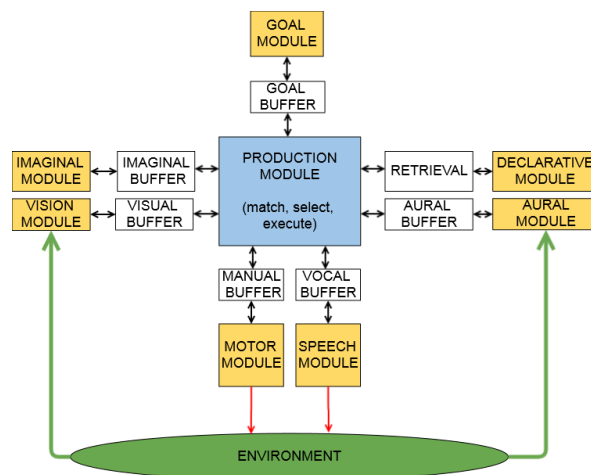 GOAL
MODULE
GOAL
BUFFER
IMAGINAL
MODULE
IMAGINAL
BUFFER
PRODUCTION
MODULE
(match, select,
execute)
RETRIEVAL
DECLARATIVE
MODULE
VISION
MODULE
VISUAL
BUFFER
AURAL
BUFFER
AURAL
MODULE
MANUAL
BUFFER
VOCAL
BUFFER
MOTOR
MODULE
SPEECH
MODULE
ENVIRONMENT